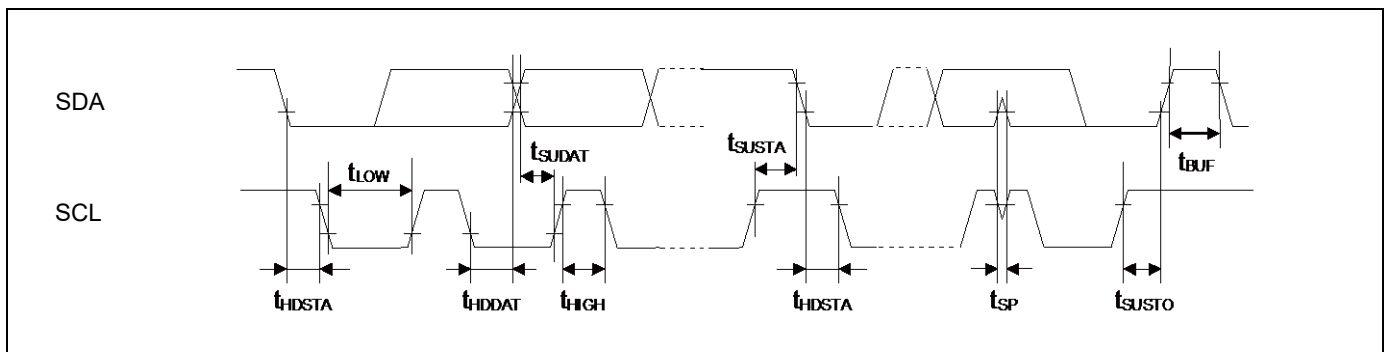 SDA
tSUDAT
tSUSTA
tBUF
tLOW
SCL
tHDSTA
tHDDAT
tHIGH
tHDSTA
tSP
tSUSTO